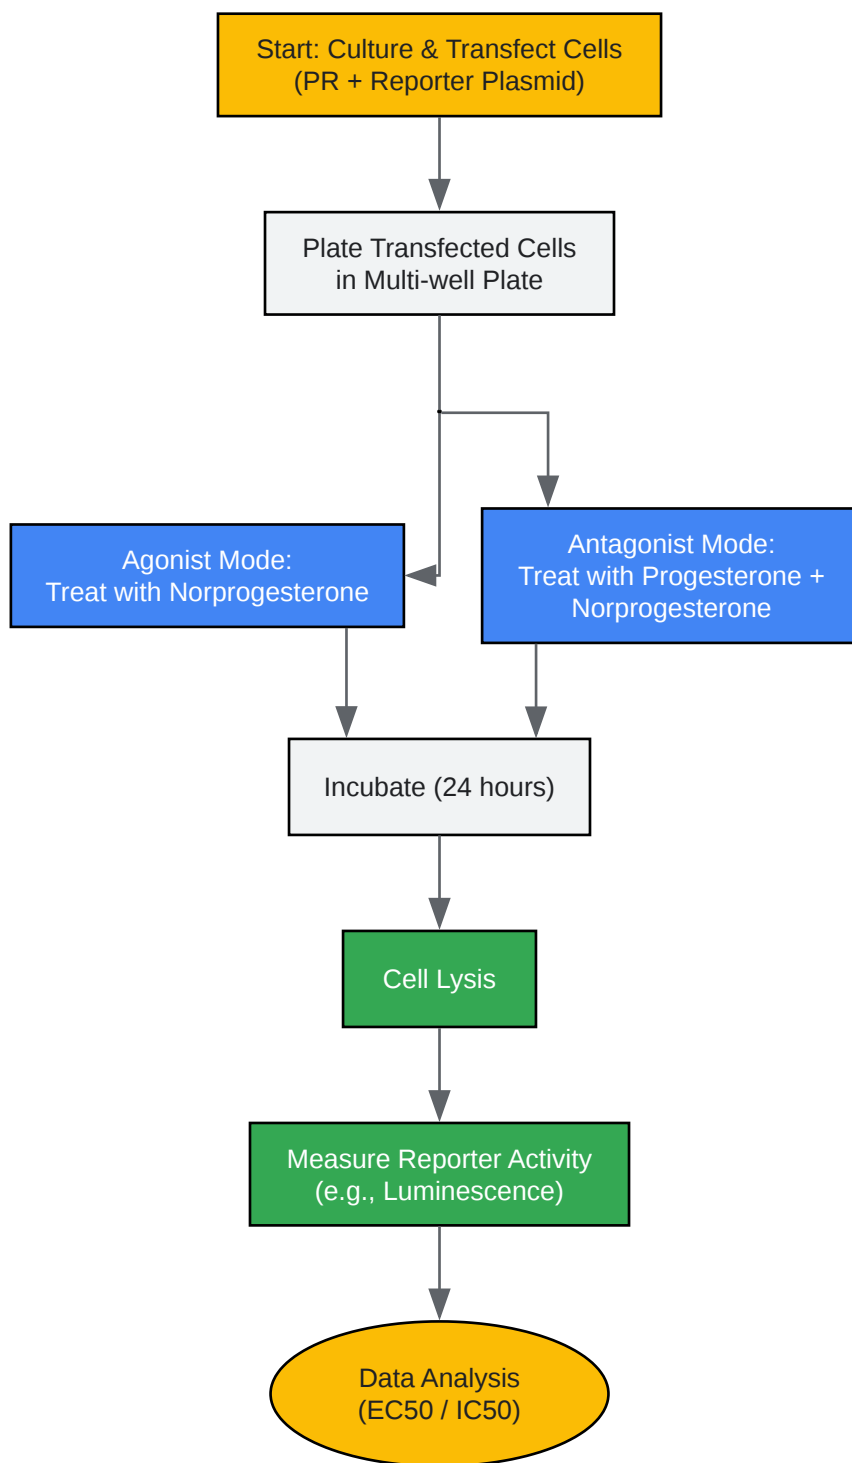 Start: Culture & Transfect Cells
(PR + Reporter Plasmid)
Plate Transfected Cells
in Multi-well Plate
Agonist Mode:
Treat with Norprogesterone
Antagonist Mode:
Treat with Progesterone +
Norprogesterone
Incubate (24 hours)
Cell Lysis
Measure Reporter Activity
(e.g., Luminescence)
Data Analysis
(EC50 / IC50)